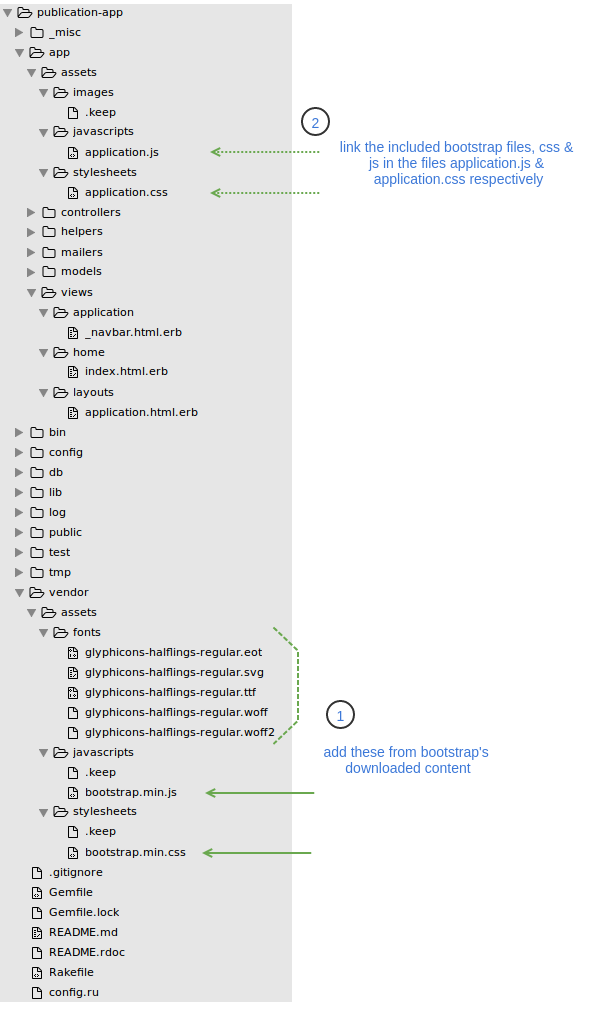 publication-app
_misc
app
assets
images
.keep
javascripts
application.js
stylesheets
application.css
controllers
helpers
mailers
models
views
application
_navbar.html.erb
home
index.html.erb
layouts
application.html.erb
bin
config
db
lib
log
public
test
tmp
vendor
assets
fonts
glyphicons-halflings-regular.eot
glyphicons-halflings-regular.svg
glyphicons-halflings-regular.ttf
glyphicons-halflings-regular.woff
glyphicons-halflings-regular.woff2
javascripts
.keep
bootstrap.min.js
stylesheets
.keep
bootstrap.min.css
.gitignore
Gemfile
Gemfile.lock
README.md
README.rdoc
Rakefile
config.ru
2
link the included bootstrap files, css &
js in the files application.js &
application.css respectively
1
add these from bootstrap's
downloaded content